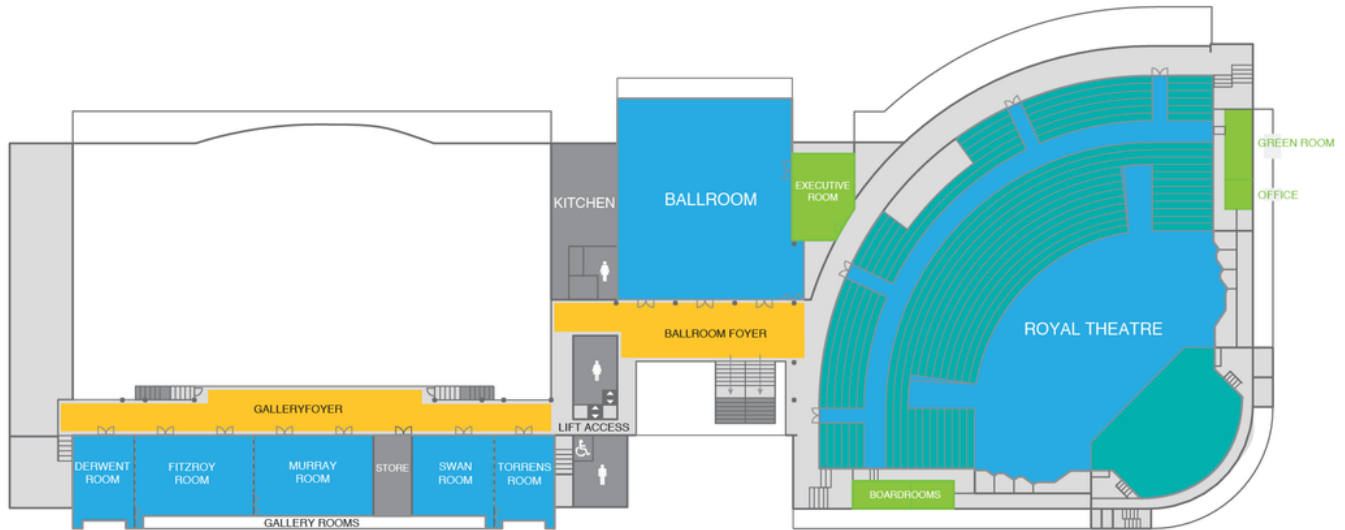 GREEN ROOM
KITCHEN
BALLROOM
EXECUTIVE
ROOM
OFFICE
BALLROOM FOYER
ROYAL THEATRE
GALLERYFOYER
LIFT ACCESS
DERWENT
ROOM
FITZROY
ROOM
MURRAY
ROOM
STORE
SWAN
ROOM
TORRENS
ROOM
BOARDROOMS
GALLERY ROOMS